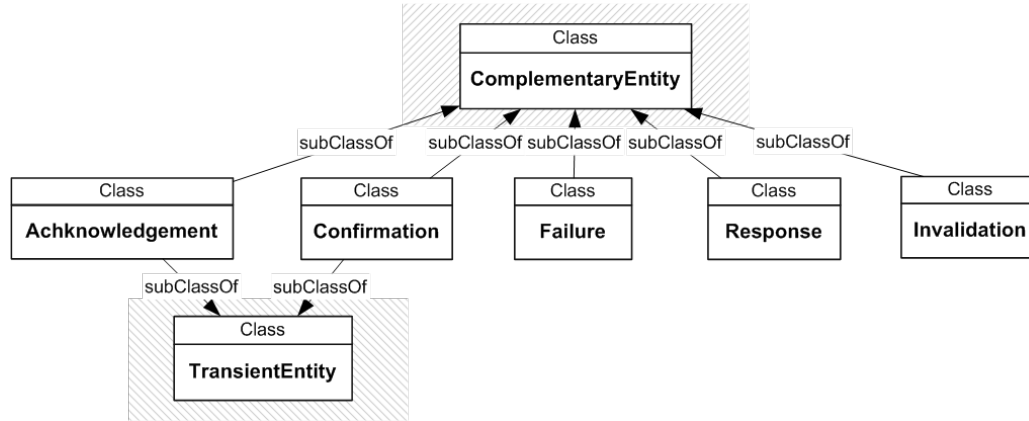 Class
ComplementaryEntity
subClassOf
subClassOf
subClassOf
subClassOf
subClassOf
Class
Achknowledgement
Class
Confirmation
Class
Failure
Class
Response
Class
Invalidation
subClassOf
subClassOf
Class
TransientEntity